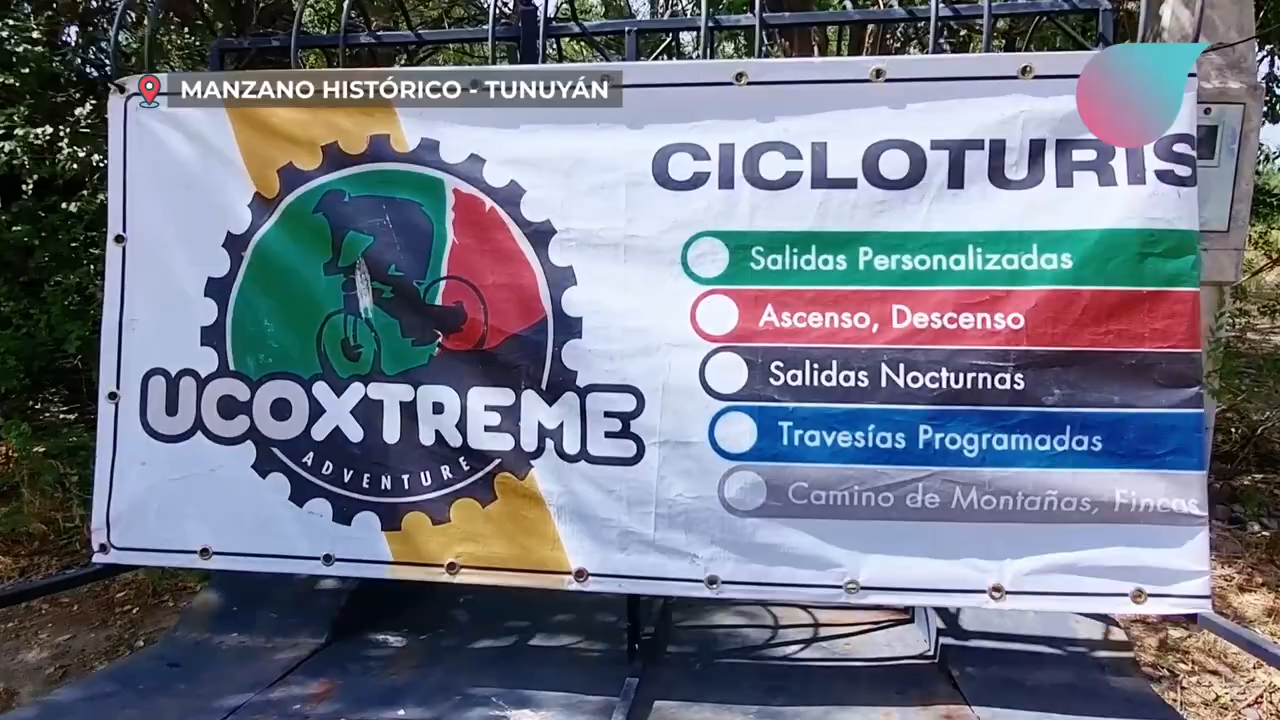 MANZANO HISTÓRICO - TUNUYÁN
UCOXTREME
ADVENTURE
CICLOTURIS
Salidas Personalizadas
Ascenso, Descenso
Salidas Nocturnas
Travesías Programadas
Camino de Montañas, Fincas